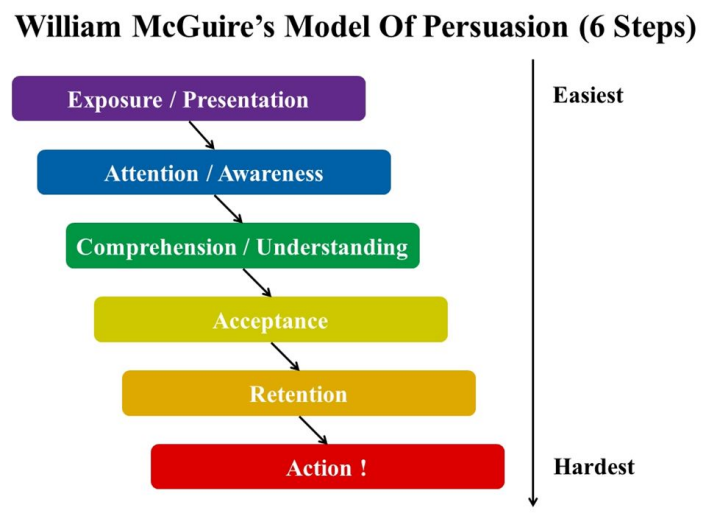 William McGuire's Model Of Persuasion (6 Steps)
Exposure / Presentation
Easiest
Attention / Awareness
Comprehension / Understanding
Acceptance
Retention
Action !
Hardest